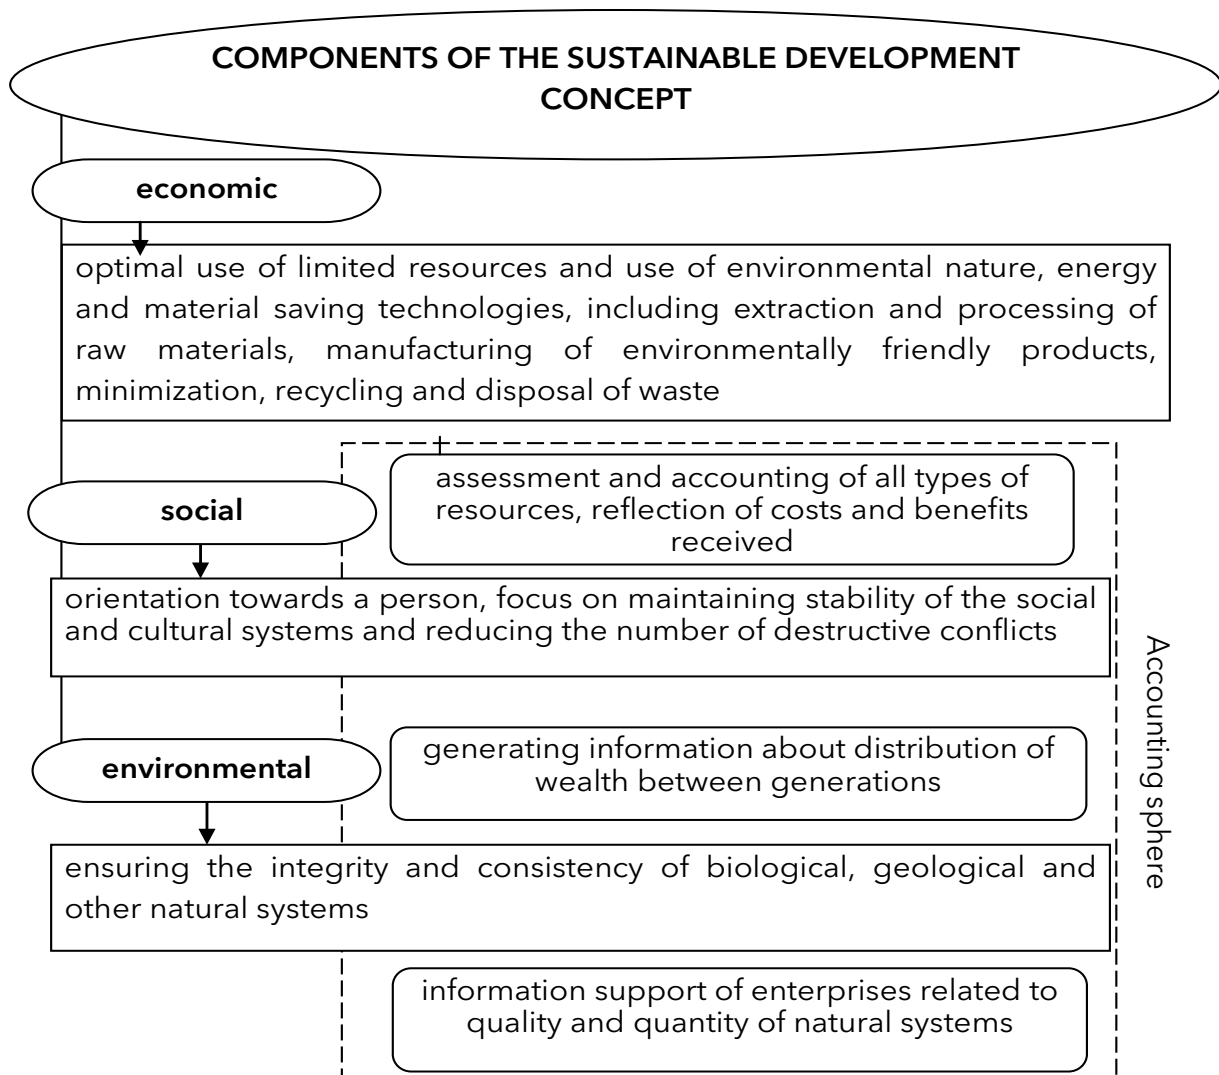 COMPONENTS OF THE SUSTAINABLE DEVELOPMENT
CONCEPT
economic
optimal use of limited resources and use of environmental nature, energy
and material saving technologies, including extraction and processing of
raw materials, manufacturing of environmentally friendly products,
minimization, recycling and disposal of waste
assessment and accounting of all types of
resources, reflection of costs and benefits
received
social
orientation towards a person, focus on maintaining stability of the social
and cultural systems and reducing the number of destructive conflicts
generating information about distribution of
wealth between generations
environmental
ensuring the integrity and consistency of biological, geological and
other natural systems
information support of enterprises related to
quality and quantity of natural systems
Accounting sphere